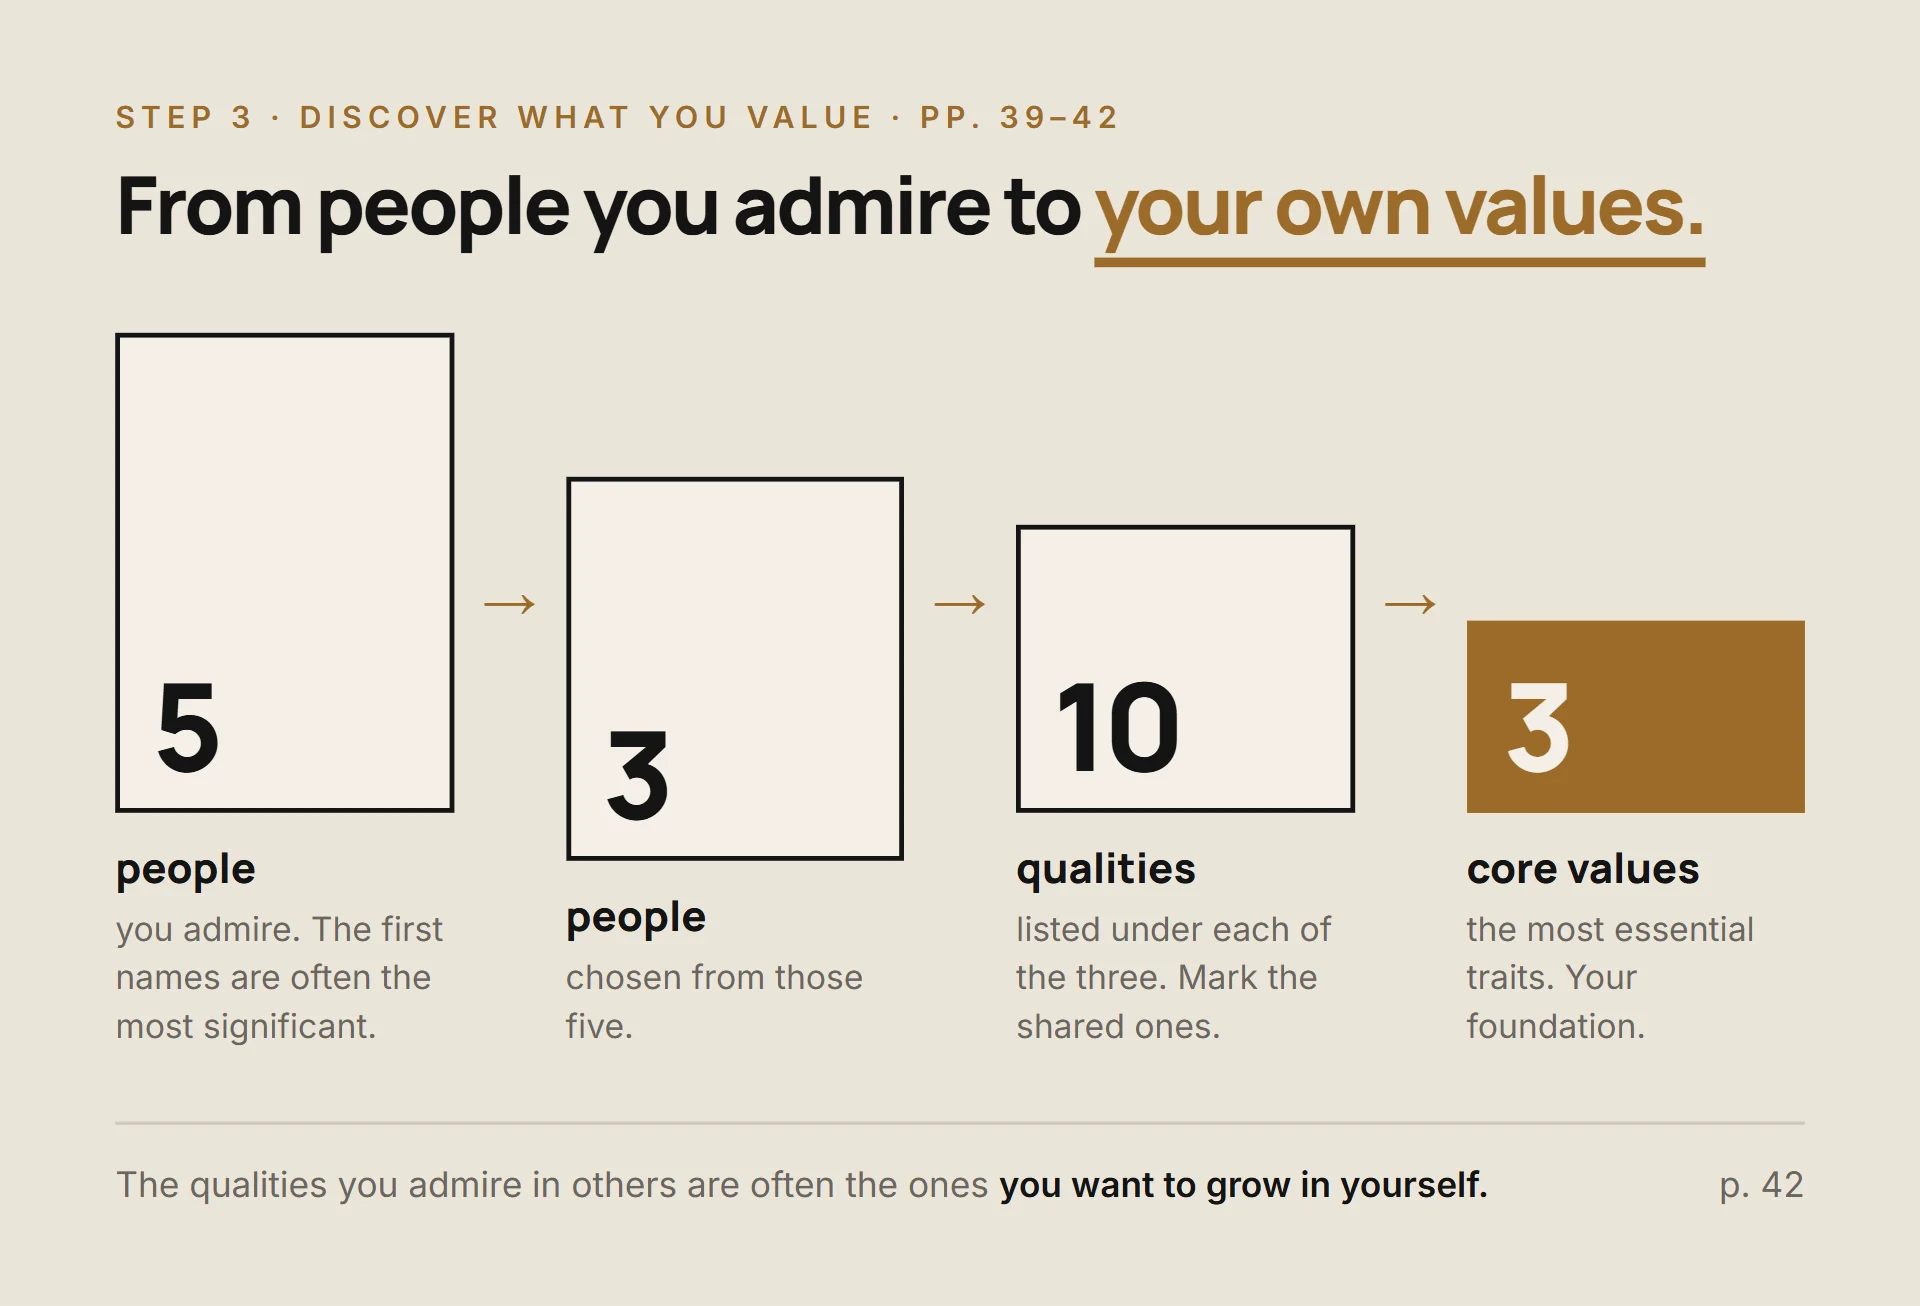 STEP 3 · DISCOVER WHAT YOU VALUE · PP. 39–42
From people you admire to your own values.
5
people
you admire. The first
names are often the
most significant.
→
3
people
chosen from those
five.
→
10
qualities
listed under each of
the three. Mark the
shared ones.
→
3
core values
the most essential
traits. Your
foundation.
The qualities you admire in others are often the ones you want to grow in yourself.
p. 42